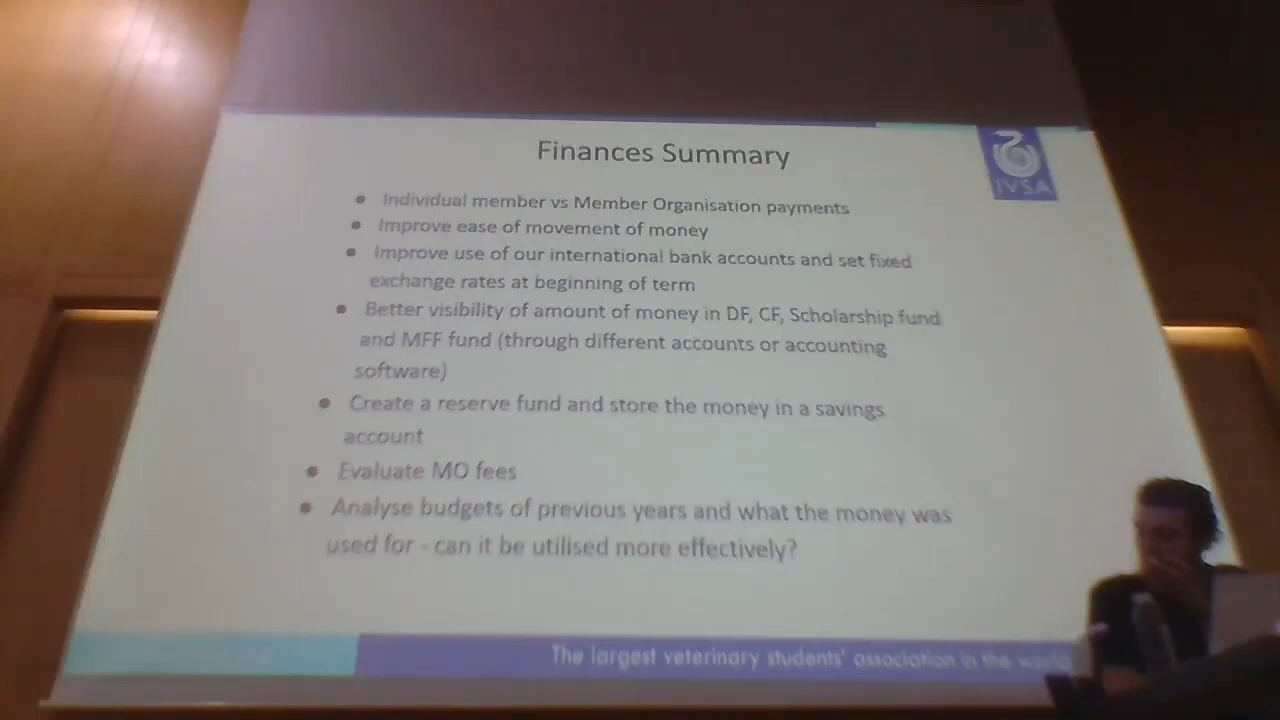 Finances Summary
IVSA
• Individual member vs Member Organisation payments
• Improve ease of movement of money
• Improve use of our international bank accounts and set fixed
exchange rates at beginning of term
• Better visibility of amount of money in DF, CF, Scholarship fund
and MFF fund (through different accounts or accounting
software)
• Create a reserve fund and store the money in a savings
account
• Evaluate MO fees
• Analyse budgets of previous years and what the money was
used for - can it be utilised more effectively?
The largest veterinary students' association in the world